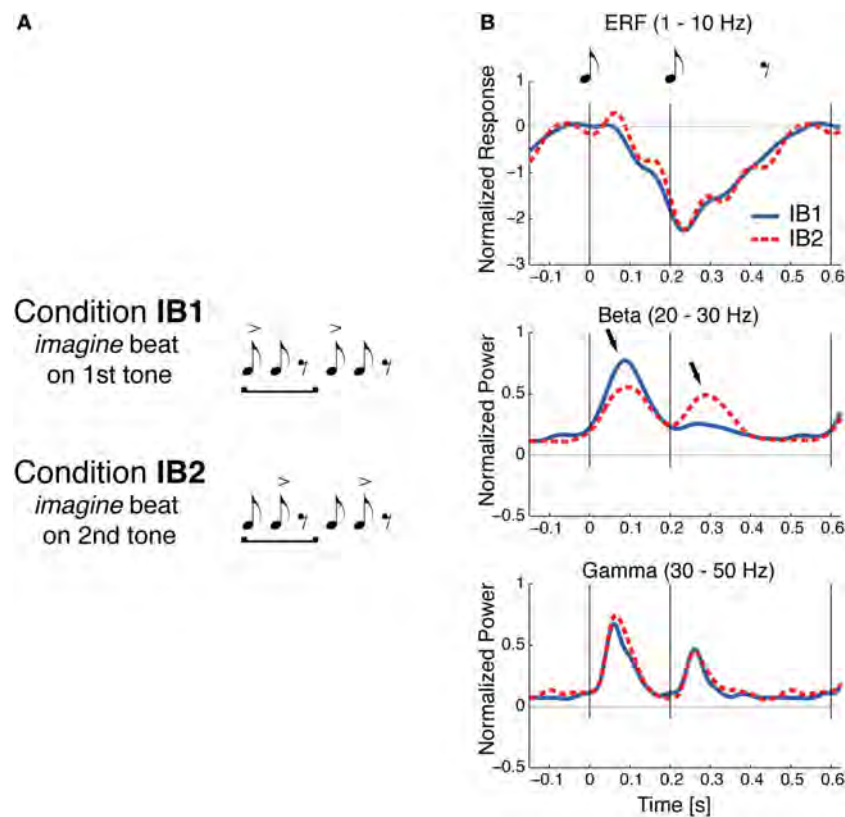 A
Condition IB1
imagine beat
on 1st tone
>
>
Condition IB2
imagine beat
on 2nd tone
>
>
B
ERF (1 - 10 Hz)
Normalized Response
1
0
−1
−2
−3
IB1
IB2
−0.1 0 0.1 0.2 0.3 0.4 0.5 0.6
Beta (20 - 30 Hz)
Normalized Power
1
0.5
0
−0.5
−0.1 0 0.1 0.2 0.3 0.4 0.5 0.6
Gamma (30 - 50 Hz)
Normalized Power
1
0.5
0
−0.5
−0.1 0 0.1 0.2 0.3 0.4 0.5 0.6
Time [s]